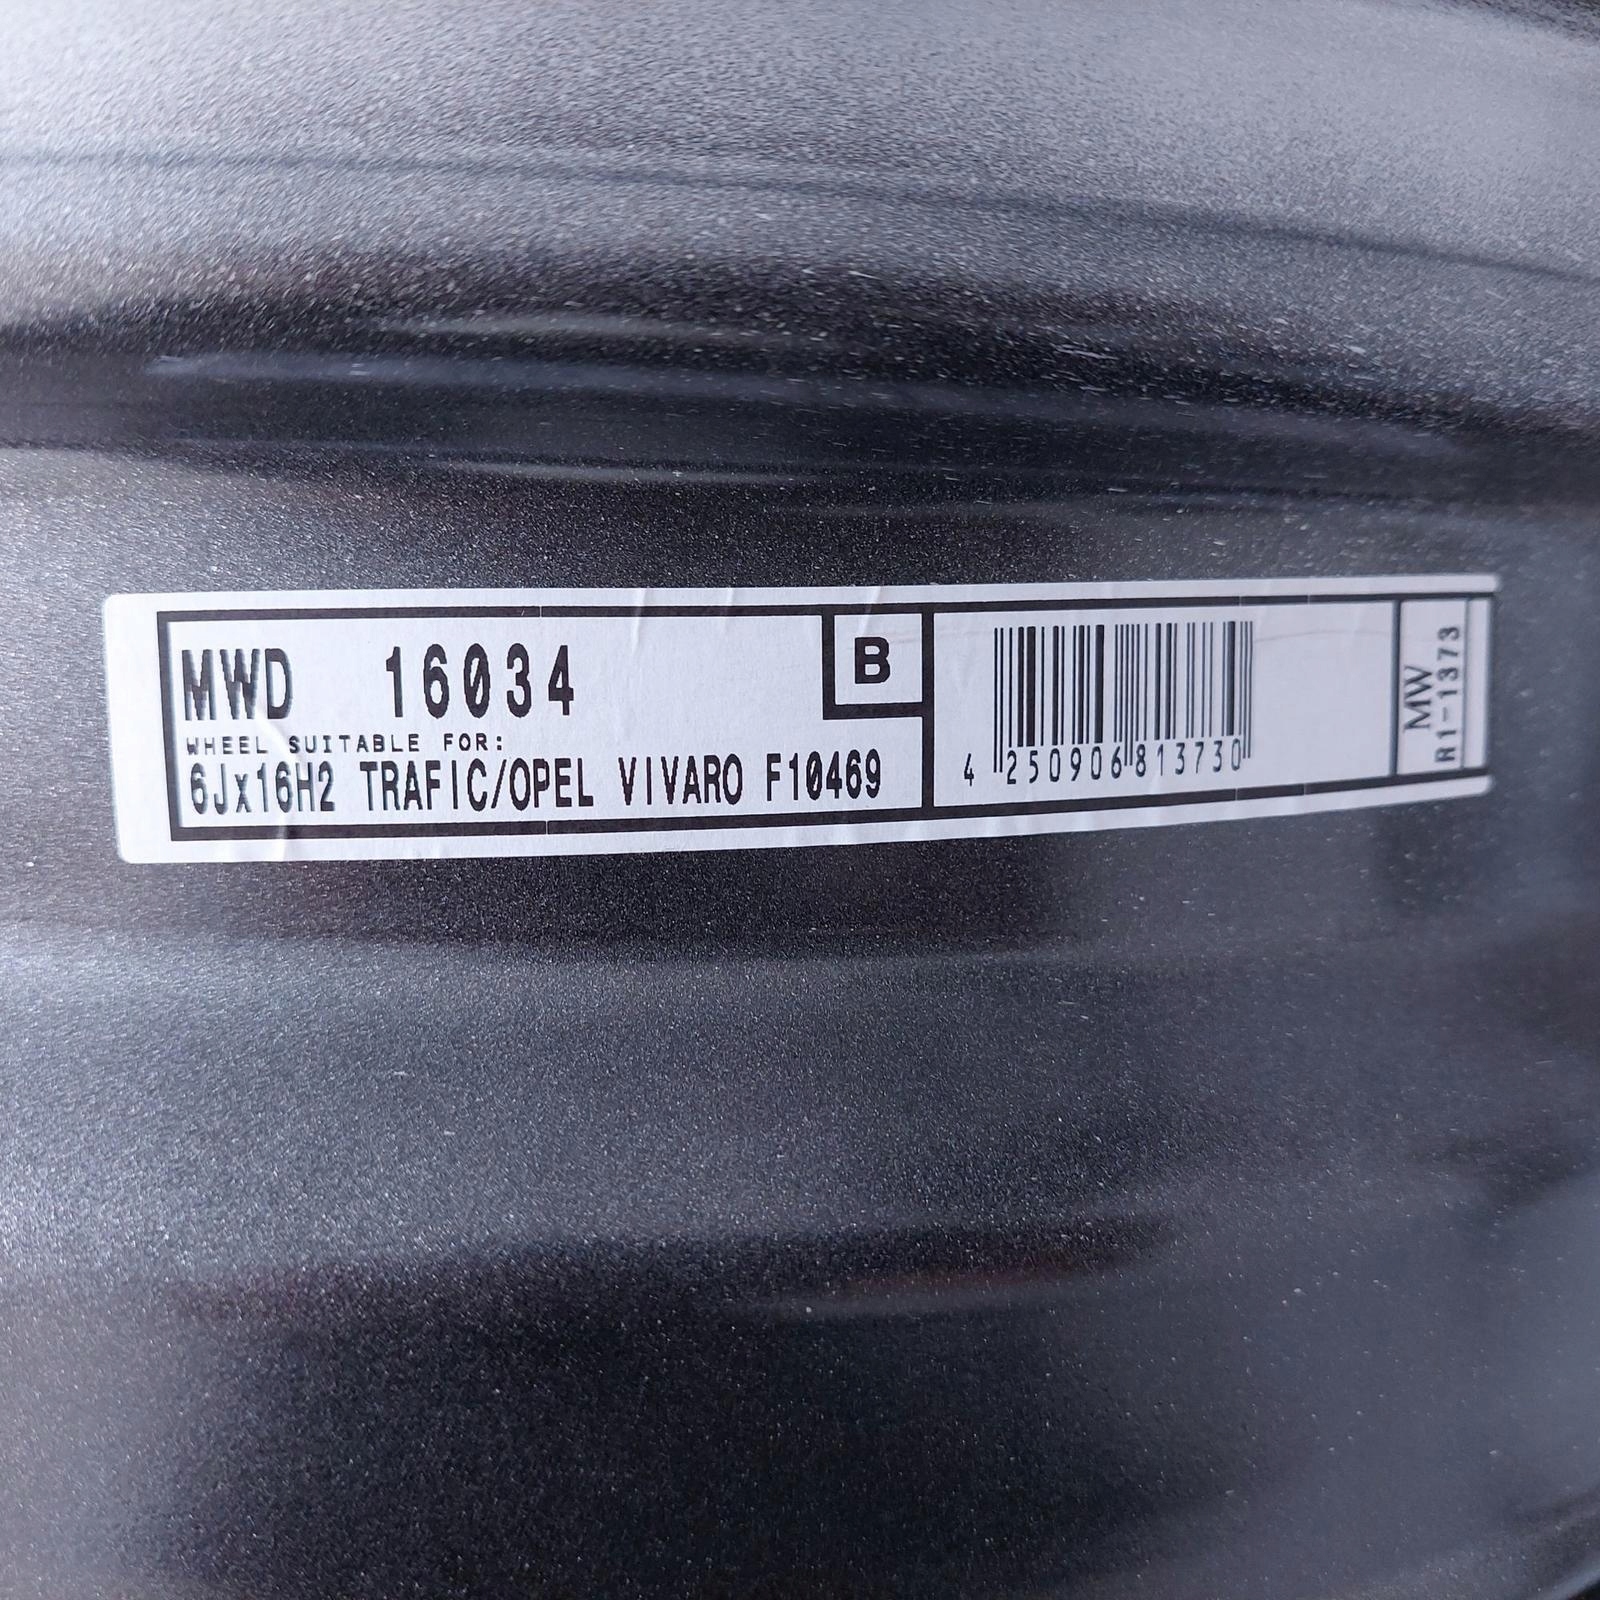 MWD 16034
B
WHEEL SUITABLE FOR:
6Jx16H2 TRAFIC/OPEL VIVARO F10469
4 250906 813730
MW
R1-1373